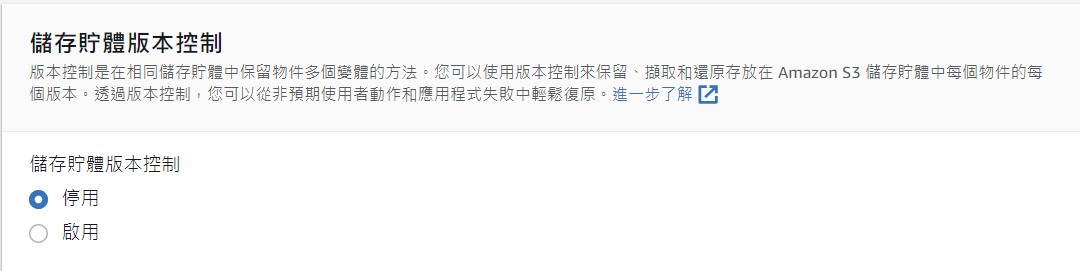 儲存貯體版本控制
版本控制是在相同儲存貯體中保留物件多個變體的方法。您可以使用版本控制來保留、擷取和還原存放在 Amazon S3 儲存貯體中每個物件的每
個版本。透過版本控制，您可以從非預期使用者動作和應用程式失敗中輕鬆復原。進一步了解
儲存貯體版本控制
停用
啟用